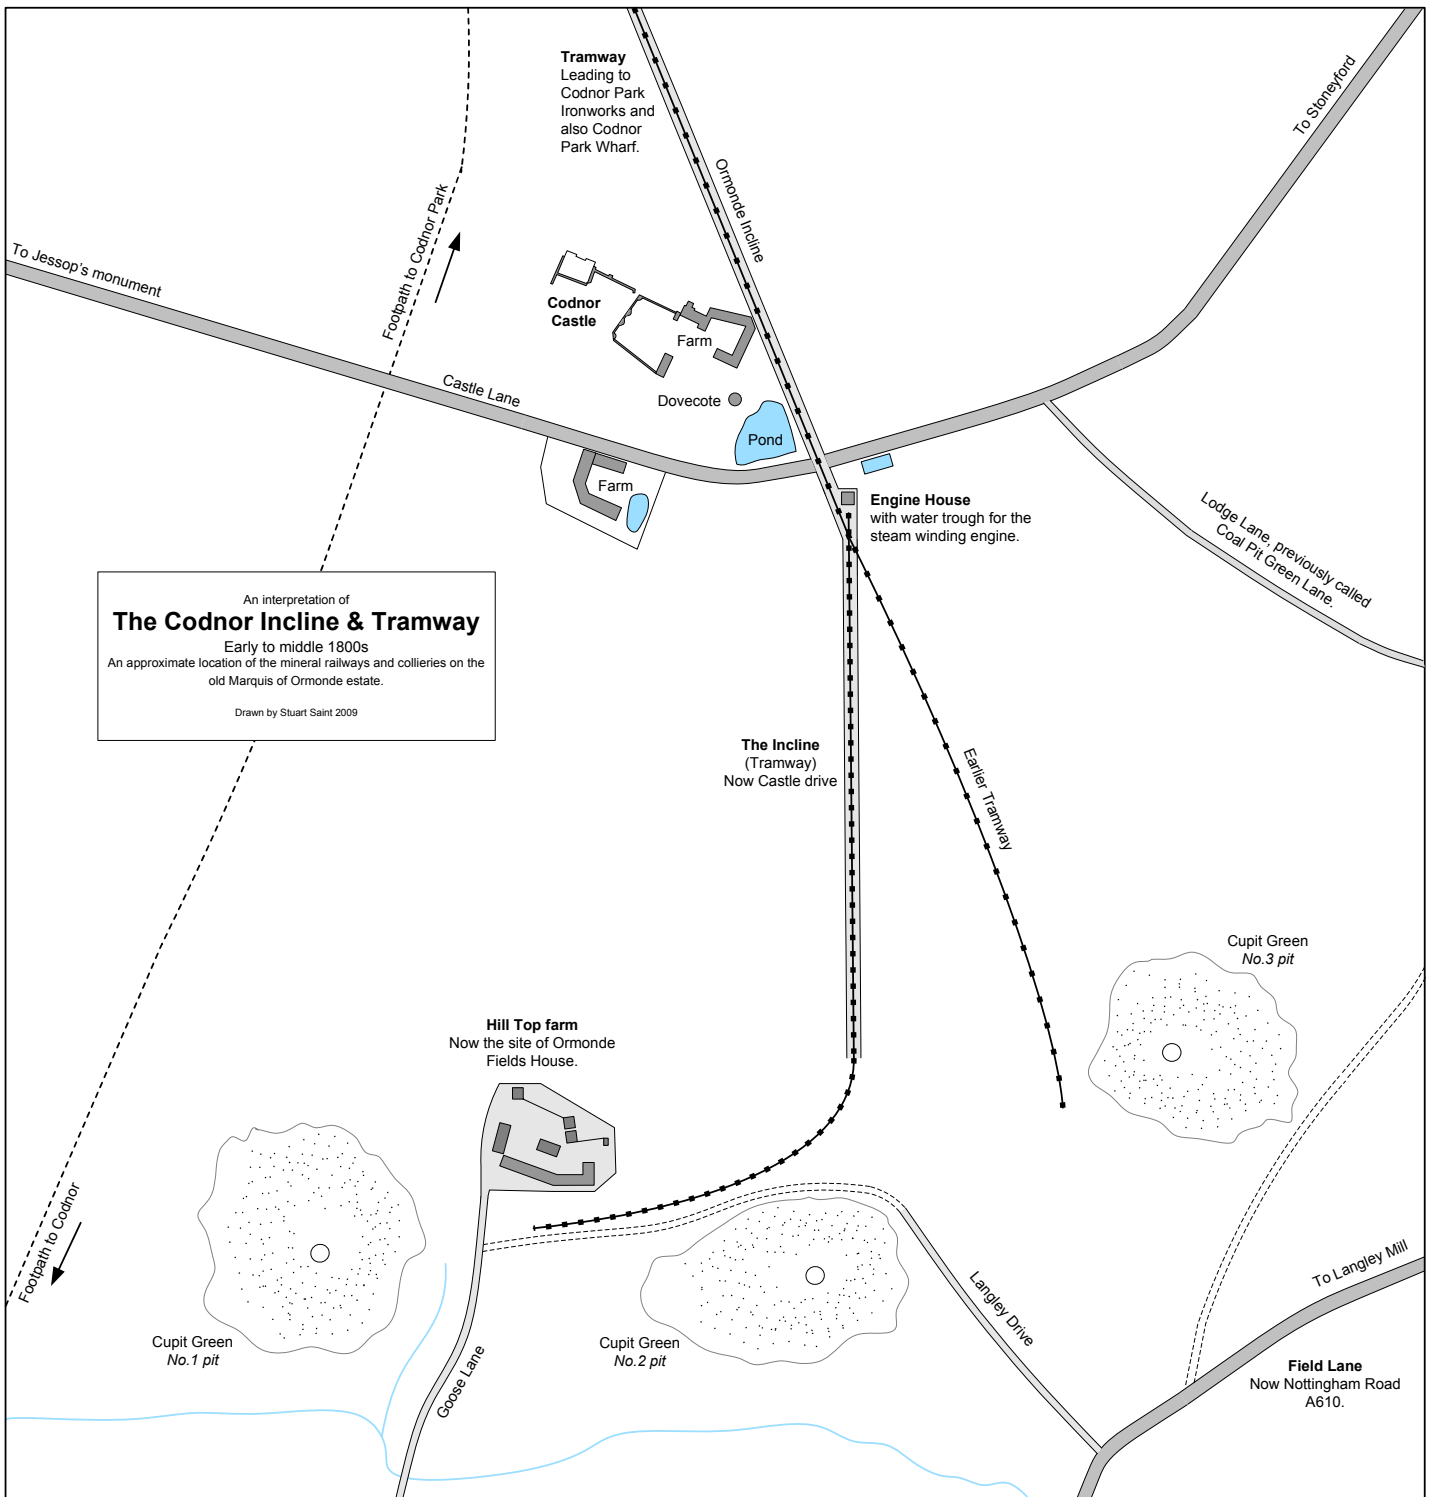 Tramway
Leading to
Codnor Park
Ironworks and
also Codnor
Park Wharf.
To Stoneyford
Ormonde Incline
Footpath to Codnor Park
To Jessop's monument
Codnor
Castle
Farm
Castle Lane
Dovecote
Pond
Farm
Engine House
with water trough for the
steam winding engine.
Lodge Lane, previously called
Coal Pit Green Lane.
An interpretation of
The Codnor Incline & Tramway
Early to middle 1800s
An approximate location of the mineral railways and collieries on the
old Marquis of Ormonde estate.
Drawn by Stuart Saint 2009
The Incline
(Tramway)
Now Castle drive
Earlier Tramway
Cupit Green
No.3 pit
Hill Top farm
Now the site of Ormonde
Fields House.
Footpath to Codnor
To Langley Mill
Langley Drive
Cupit Green
No.1 pit
Cupit Green
No.2 pit
Goose Lane
Field Lane
Now Nottingham Road
A610.